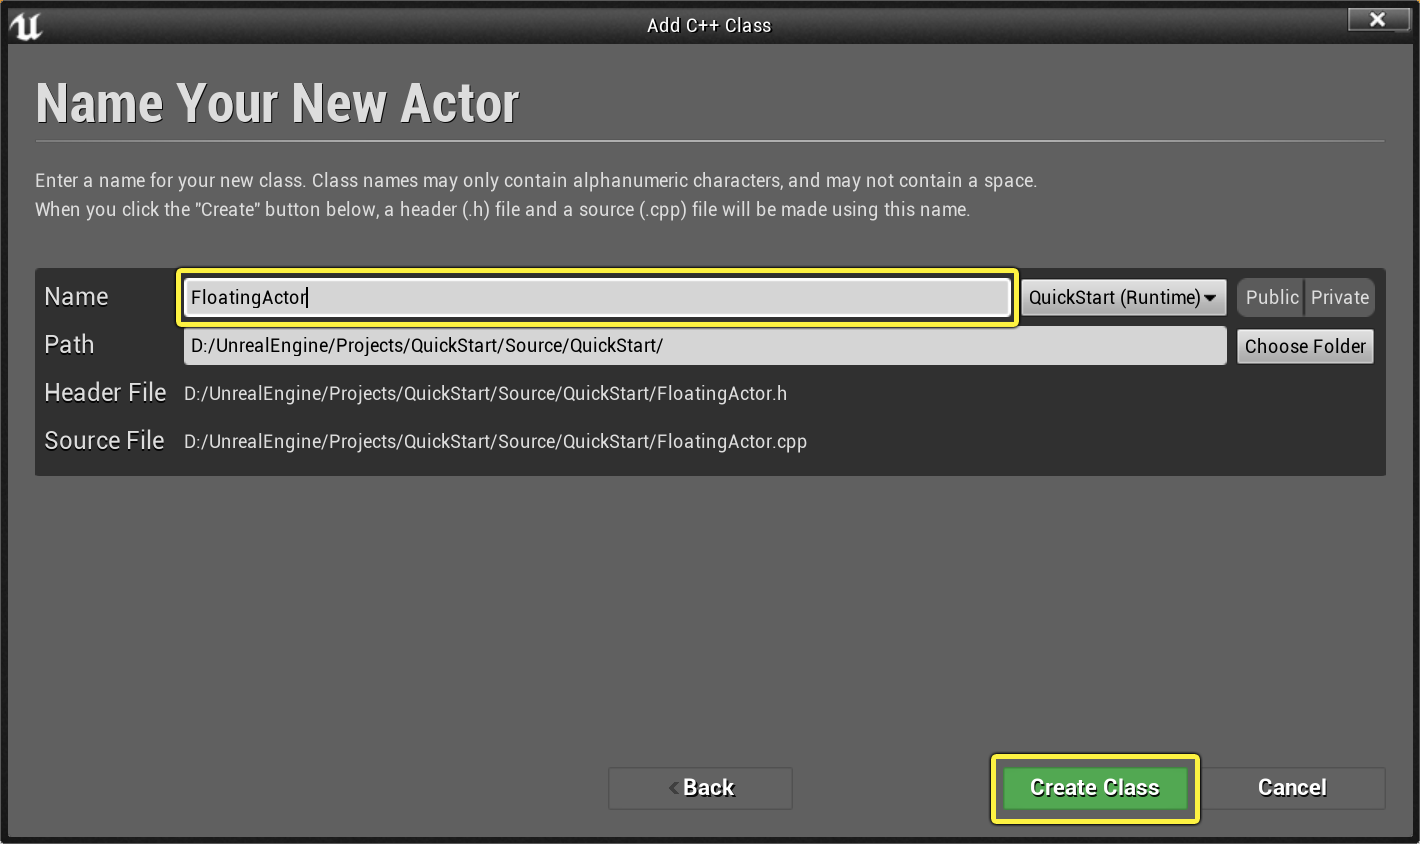 Add C++ Class
Name Your New Actor
Enter a name for your new class. Class names may only contain alphanumeric characters, and may not contain a space.
When you click the "Create" button below, a header (.h) file and a source (.cpp) file will be made using this name.
Name FloatingActor QuickStart (Runtime) Public Private
Path D:/UnrealEngine/Projects/QuickStart/Source/QuickStart/ Choose Folder
Header File D:/UnrealEngine/Projects/QuickStart/Source/QuickStart/FloatingActor.h
Source File D:/UnrealEngine/Projects/QuickStart/Source/QuickStart/FloatingActor.cpp
Back Create Class Cancel